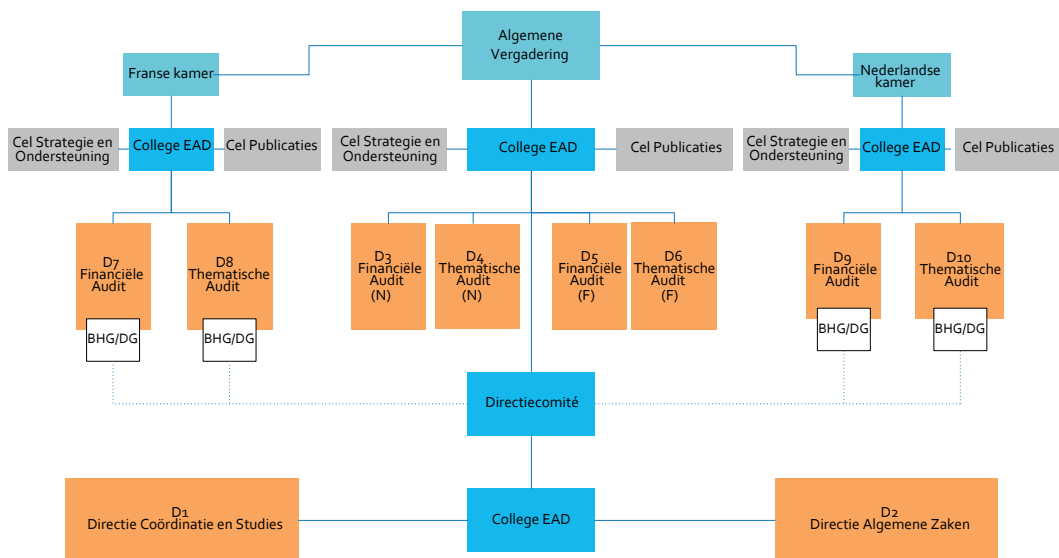 Algemene
Vergadering
Franse kamer
Nederlandse
kamer
Cel Strategie en
Ondersteuning
College EAD
Cel Publicaties
Cel Strategie en
Ondersteuning
College EAD
Cel Publicaties
Cel Strategie en
Ondersteuning
College EAD
Cel Publicaties
D7
Financiële
Audit
D8
Thematische
Audit
D3
Financiële
Audit
(N)
D4
Thematische
Audit
(N)
D5
Financiële
Audit
(F)
D6
Thematische
Audit
(F)
D9
Financiële
Audit
D10
Thematische
Audit
BHG/DG
BHG/DG
BHG/DG
BHG/DG
Directiecomité
D1
Directie Coördinatie en Studies
College EAD
D2
Directie Algemene Zaken